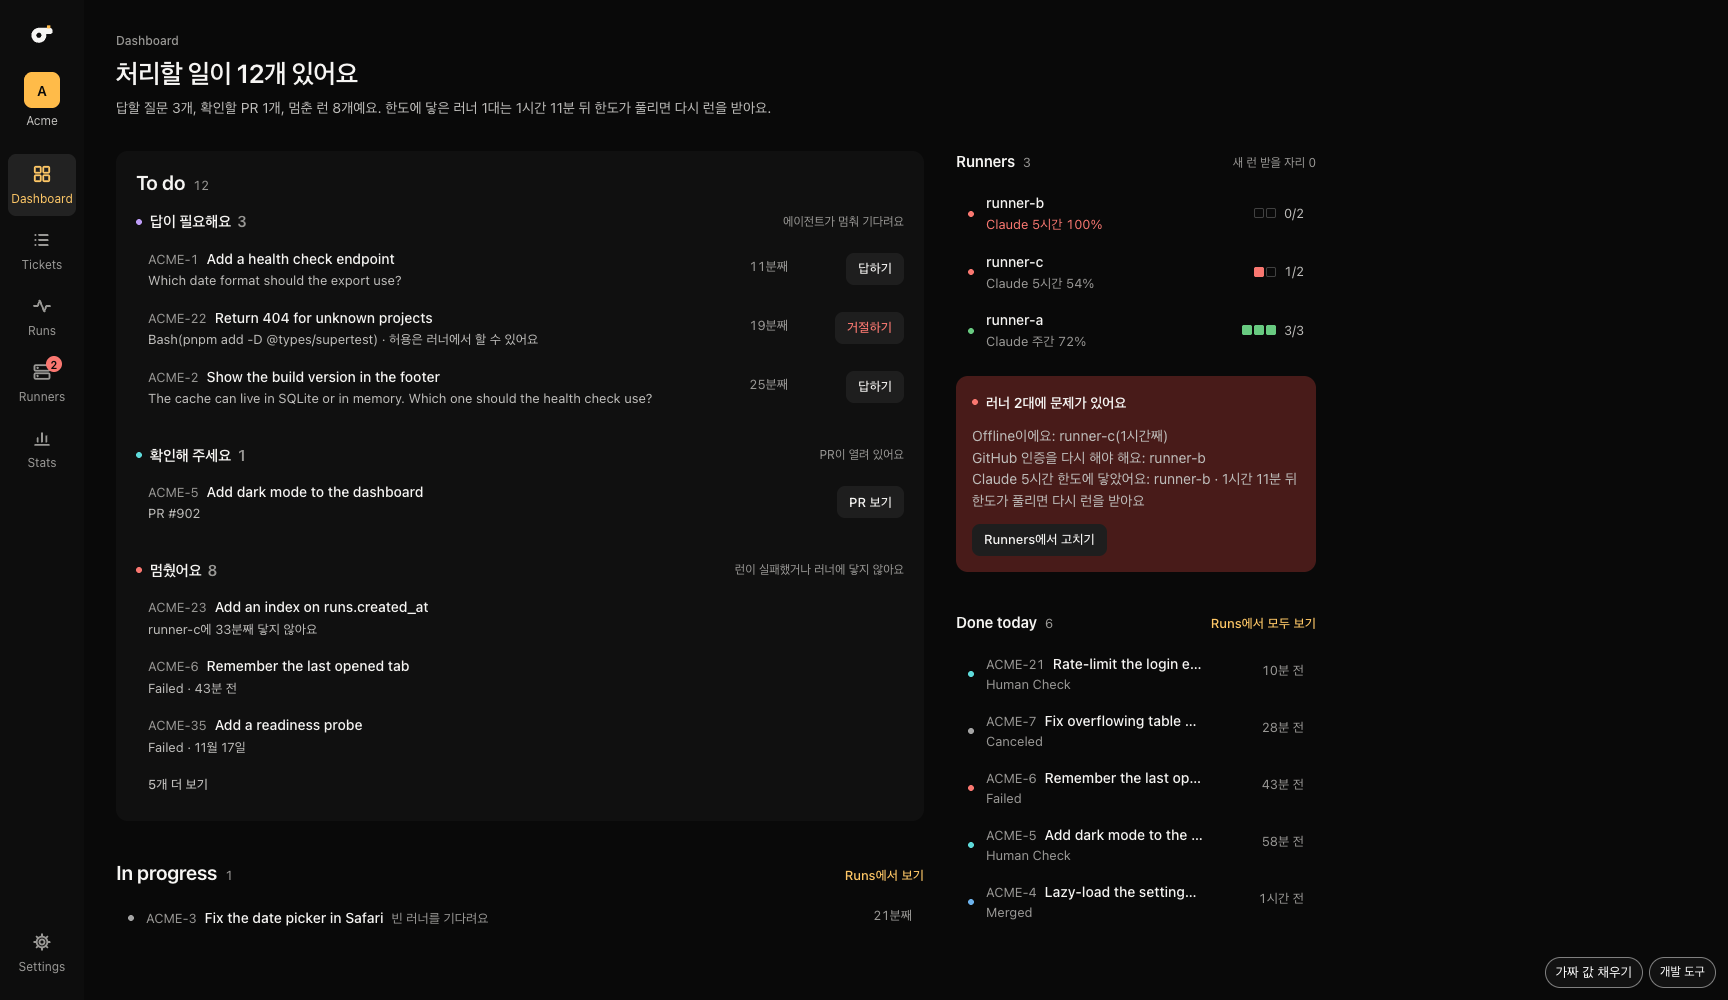 A
Acme
Dashboard
Tickets
Runs
2
Runners
Stats
Settings
Dashboard
처리할 일이 12개 있어요
답할 질문 3개, 확인할 PR 1개, 멈춘 런 8개예요. 한도에 닿은 러너 1대는 1시간 11분 뒤 한도가 풀리면 다시 런을 받아요.
To do 12
답이 필요해요 3 에이전트가 멈춰 기다려요
ACME-1 Add a health check endpoint 11분째 답하기
Which date format should the export use?
ACME-22 Return 404 for unknown projects 19분째 거절하기
Bash(pnpm add -D @types/supertest) · 허용은 러너에서 할 수 있어요
ACME-2 Show the build version in the footer 25분째 답하기
The cache can live in SQLite or in memory. Which one should the health check use?
확인해 주세요 1 PR이 열려 있어요
ACME-5 Add dark mode to the dashboard PR 보기
PR #902
멈췄어요 8 런이 실패했거나 러너에 닿지 않아요
ACME-23 Add an index on runs.created_at
runner-c에 33분째 닿지 않아요
ACME-6 Remember the last opened tab
Failed · 43분 전
ACME-35 Add a readiness probe
Failed · 11월 17일
5개 더 보기
In progress 1 Runs에서 보기
ACME-3 Fix the date picker in Safari 빈 러너를 기다려요 21분째
Runners 3 새 런 받을 자리 0
runner-b 0/2
Claude 5시간 100%
runner-c 1/2
Claude 5시간 54%
runner-a 3/3
Claude 주간 72%
러너 2대에 문제가 있어요
Offline이에요: runner-c(1시간째)
GitHub 인증을 다시 해야 해요: runner-b
Claude 5시간 한도에 닿았어요: runner-b · 1시간 11분 뒤
한도가 풀리면 다시 런을 받아요
Runners에서 고치기
Done today 6 Runs에서 모두 보기
ACME-21 Rate-limit the login e... 10분 전
Human Check
ACME-7 Fix overflowing table ... 28분 전
Canceled
ACME-6 Remember the last op... 43분 전
Failed
ACME-5 Add dark mode to the ... 58분 전
Human Check
ACME-4 Lazy-load the setting... 1시간 전
Merged
가짜 값 채우기 개발 도구